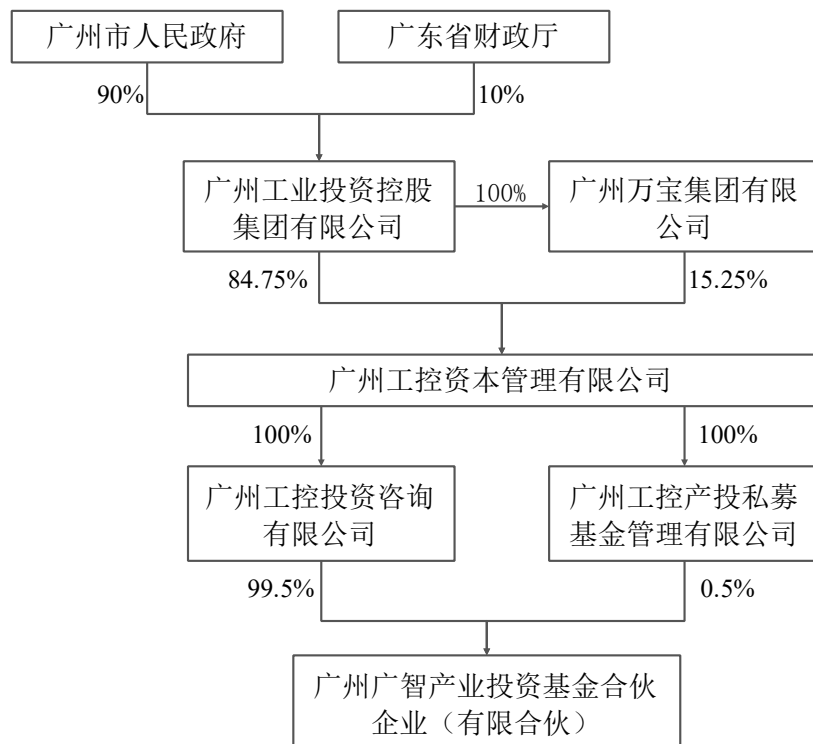 广州市人民政府
广东省财政厅
90%
10%
广州工业投资控股
集团有限公司
100%
广州万宝集团有限
公司
84.75%
15.25%
广州工控资本管理有限公司
100%
100%
广州工控投资咨询
有限公司
广州工控产投私募
基金管理有限公司
99.5%
0.5%
广州广智产业投资基金合伙
企业（有限合伙）